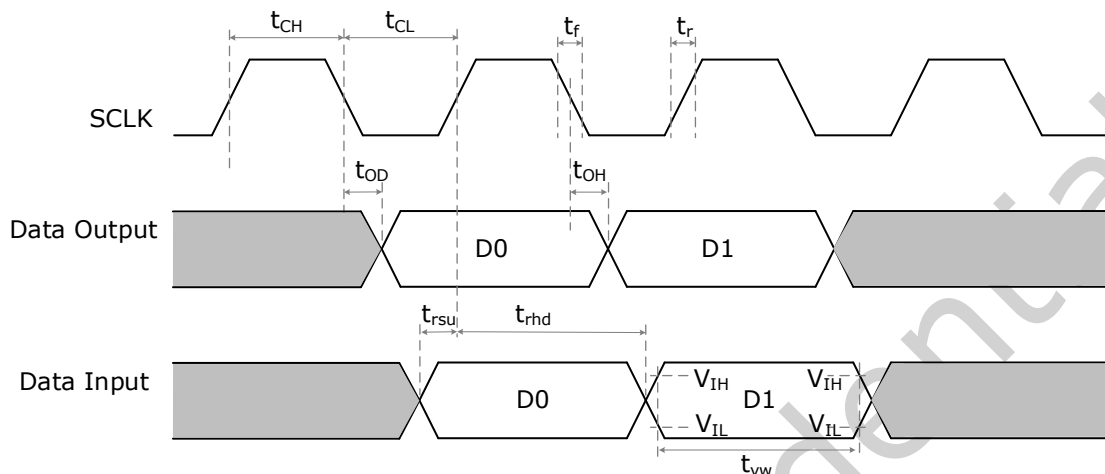 tCH tCL tf tr
SCLK
tOD tOH
Data Output D0 D1
trsu trhd
Data Input D0 D1
VIH VIH
VIL VIL
tvw